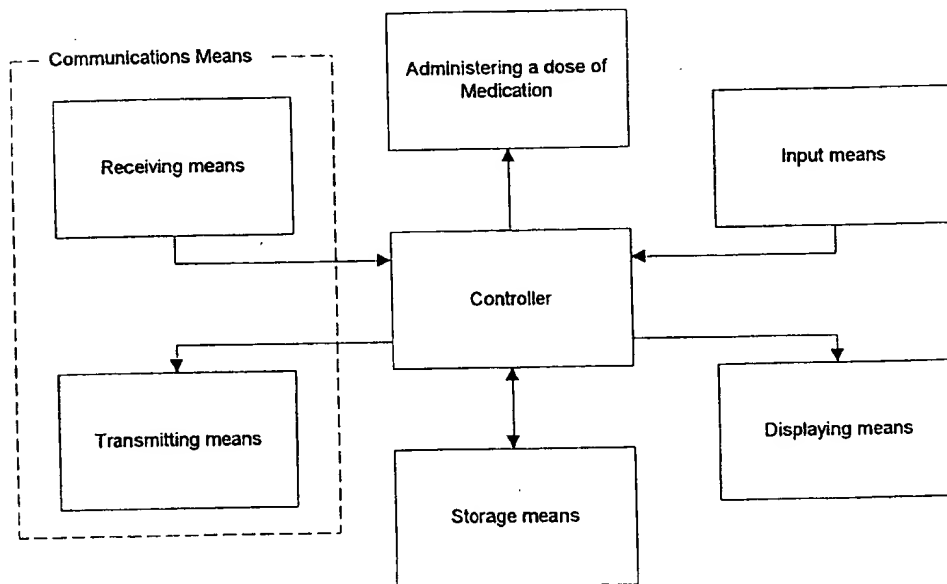 Communications Means
Administering a dose of
Medication
Receiving means
Input means
Controller
Transmitting means
Displaying means
Storage means